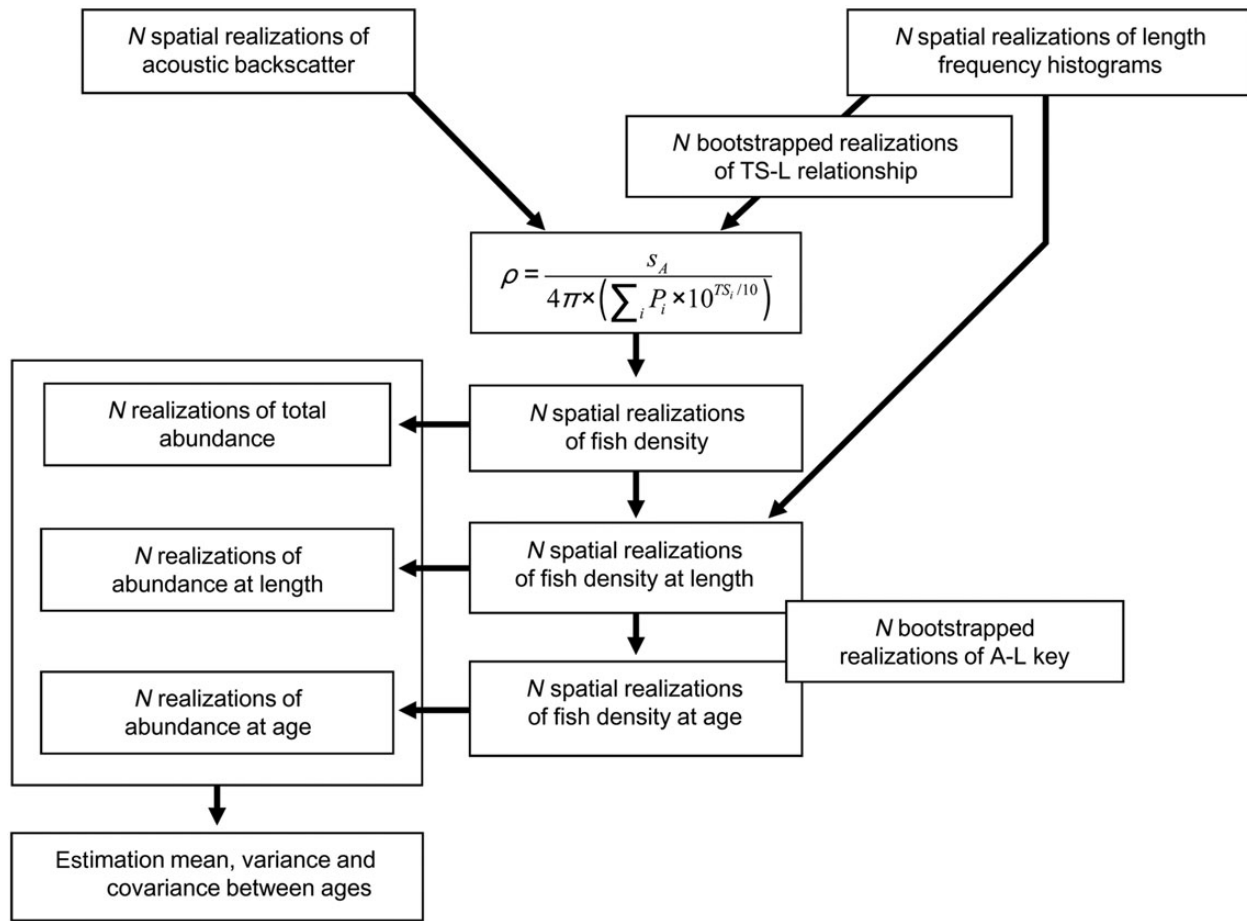 N spatial realizations of
acoustic backscatter
N spatial realizations of length
frequency histograms
N bootstrapped realizations
of TS-L relationship
ρ = s_A / 4π×(∑_i P_i ×10^{TS_i /10})
N realizations of total
abundance
N spatial realizations
of fish density
N realizations of
abundance at length
N spatial realizations
of fish density at length
N bootstrapped
realizations of A-L key
N realizations of
abundance at age
N spatial realizations
of fish density at age
Estimation mean, variance and
covariance between ages